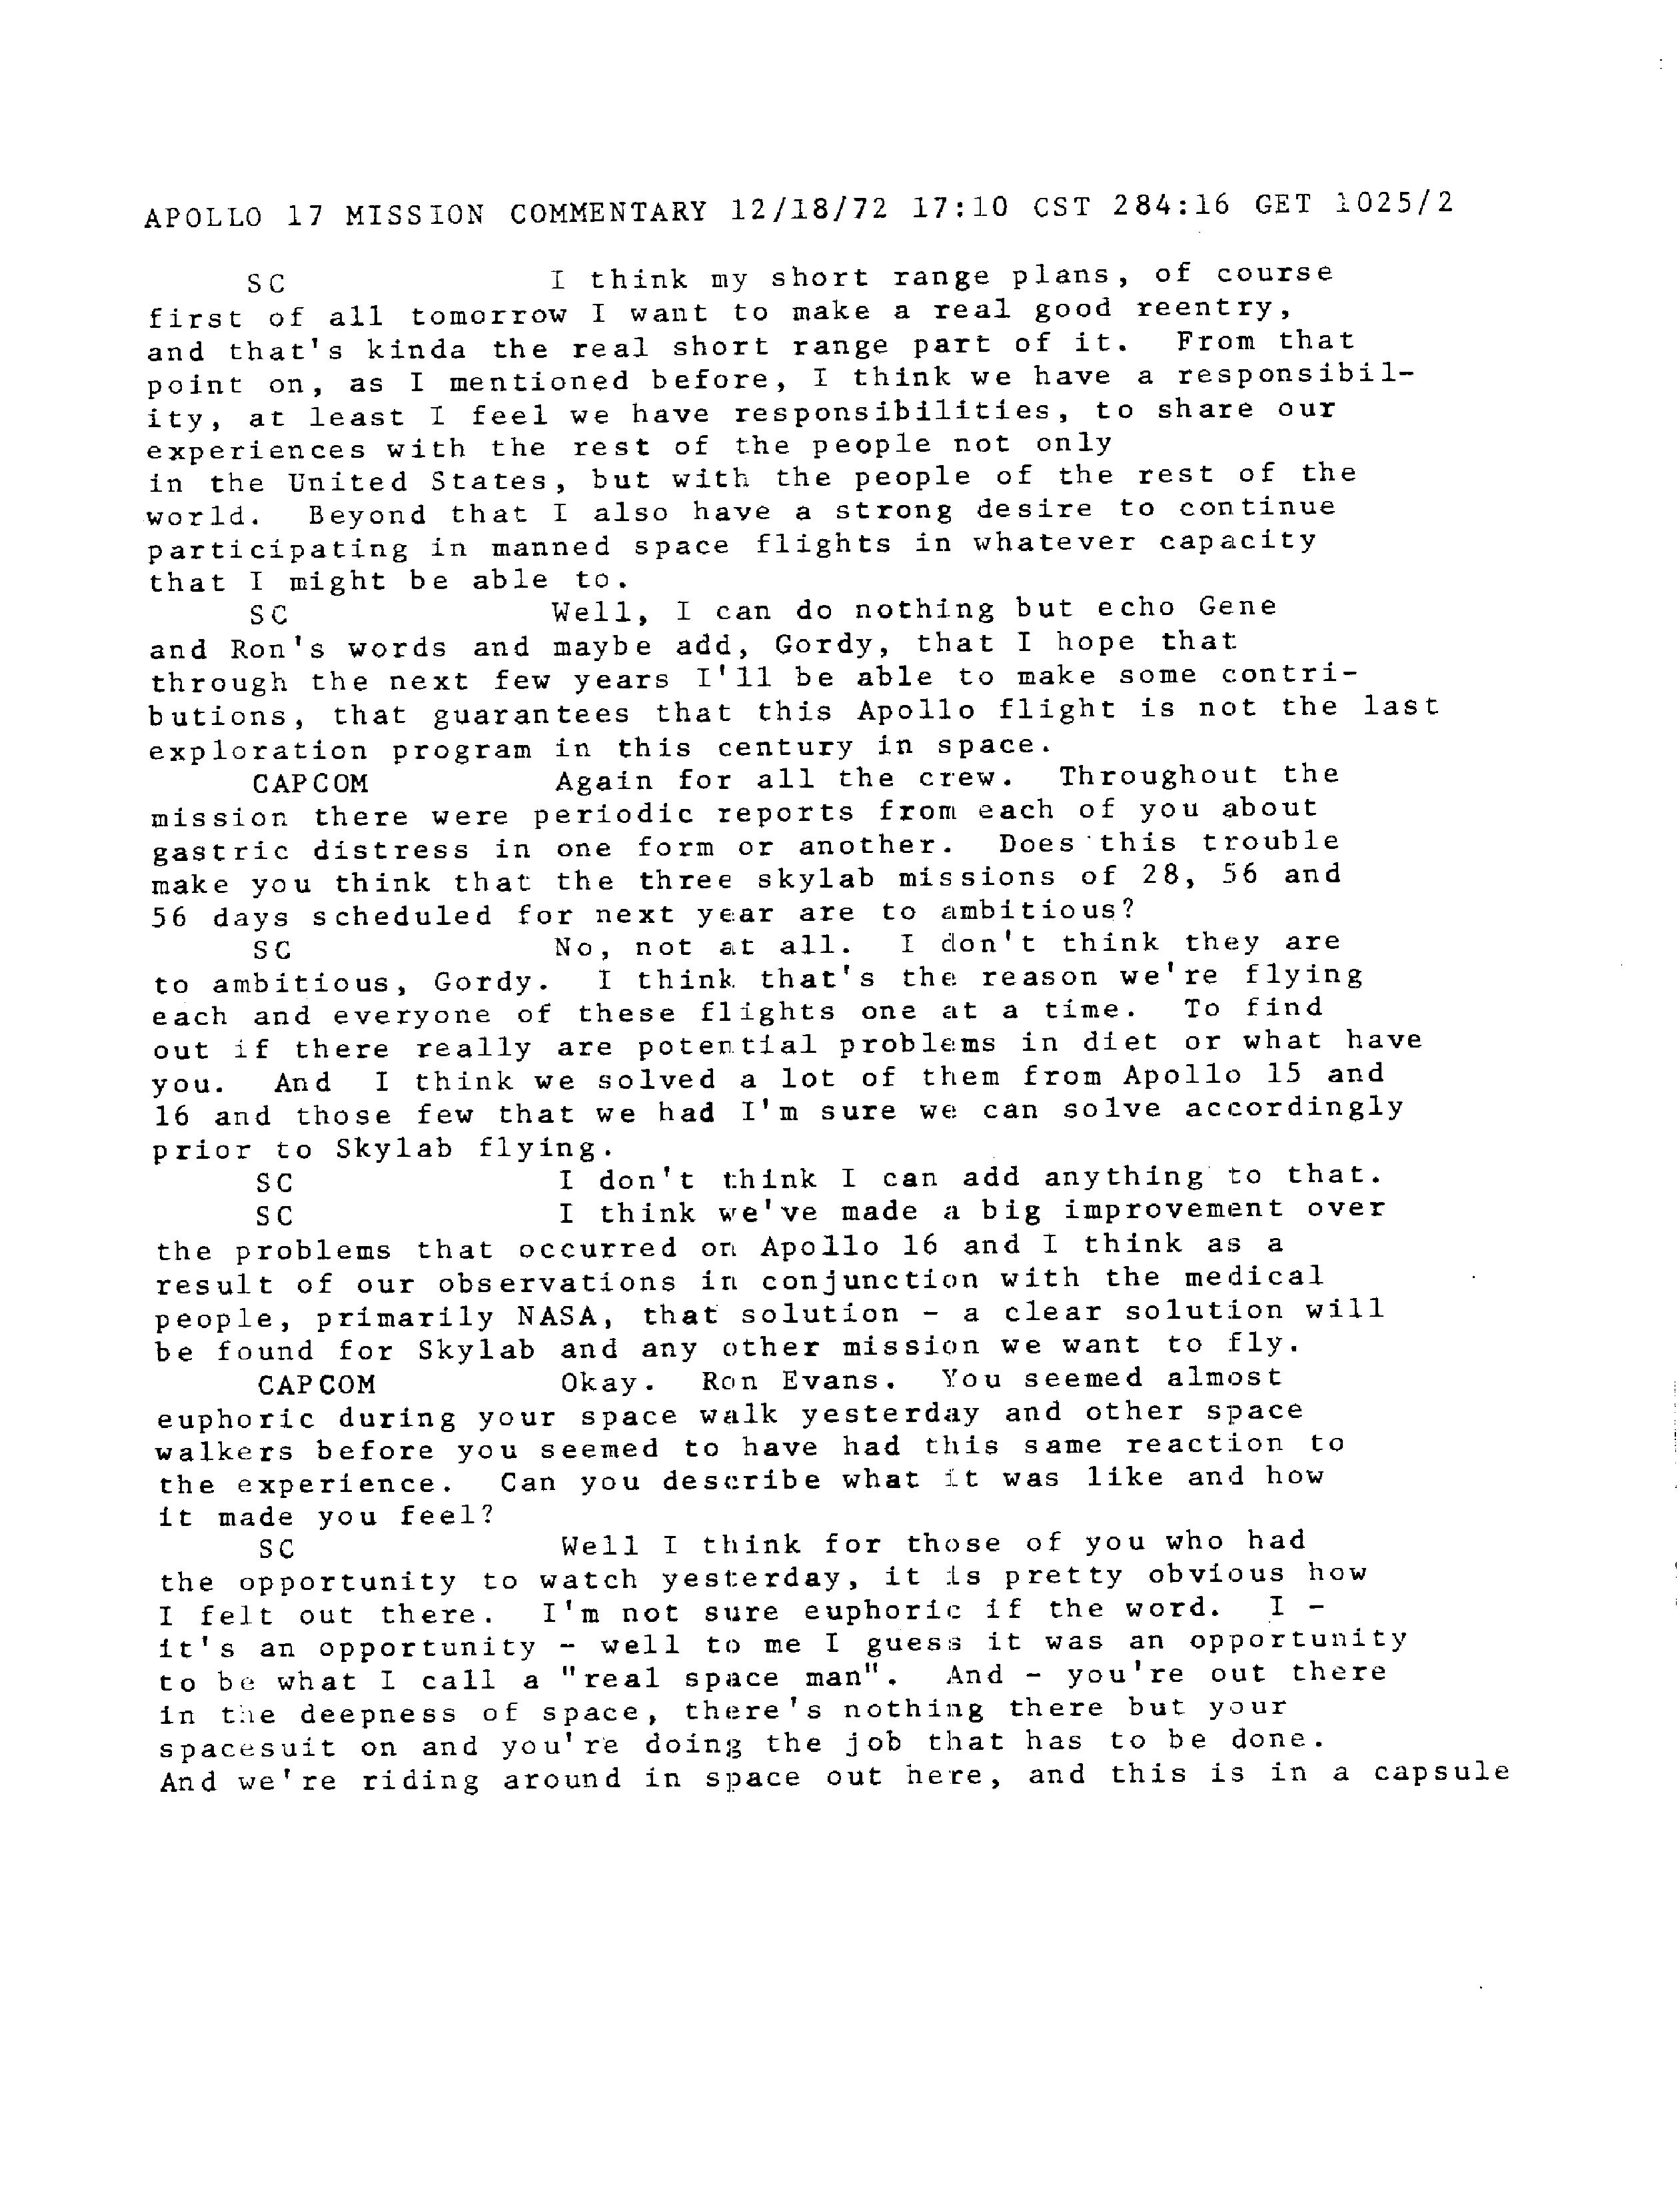 APOLLO 17 MISSION COMMENTARY 12/18/72 17:10 CST 284:16 GET 1025/2
SC I think my short range plans, of course
first of all tomorrow I want to make a real good reentry,
and that's kinda the real short range part of it. From that
point on, as I mentioned before, I think we have a responsibil-
ity, at least I feel we have responsibilities, to share our
experiences with the rest of the people not only
in the United States, but with the people of the rest of the
world. Beyond that I also have a strong desire to continue
participating in manned space flights in whatever capacity
that I might be able to.
SC Well, I can do nothing but echo Gene
and Ron's words and maybe add, Gordy, that I hope that
through the next few years I'll be able to make some contri-
butions, that guarantees that this Apollo flight is not the last
exploration program in this century in space.
CAPCOM Again for all the crew. Throughout the
mission there were periodic reports from each of you about
gastric distress in one form or another. Does this trouble
make you think that the three skylab missions of 28, 56 and
56 days scheduled for next year are to ambitious?
SC No, not at all. I don't think they are
to ambitious, Gordy. I think that's the reason we're flying
each and everyone of these flights one at a time. To find
out if there really are potential problems in diet or what have
you. And I think we solved a lot of them from Apollo 15 and
16 and those few that we had I'm sure we can solve accordingly
prior to Skylab flying.
SC I don't think I can add anything to that.
SC I think we've made a big improvement over
the problems that occurred on Apollo 16 and I think as a
result of our observations in conjunction with the medical
people, primarily NASA, that solution - a clear solution will
be found for Skylab and any other mission we want to fly.
CAPCOM Okay. Ron Evans. You seemed almost
euphoric during your space walk yesterday and other space
walkers before you seemed to have had this same reaction to
the experience. Can you describe what it was like and how
it made you feel?
SC Well I think for those of you who had
the opportunity to watch yesterday, it is pretty obvious how
I felt out there. I'm not sure euphoric if the word. I -
it's an opportunity - well to me I guess it was an opportunity
to be what I call a "real space man". And - you're out there
in the deepness of space, there's nothing there but your
spacesuit on and you're doing the job that has to be done.
And we're riding around in space out here, and this is in a capsule